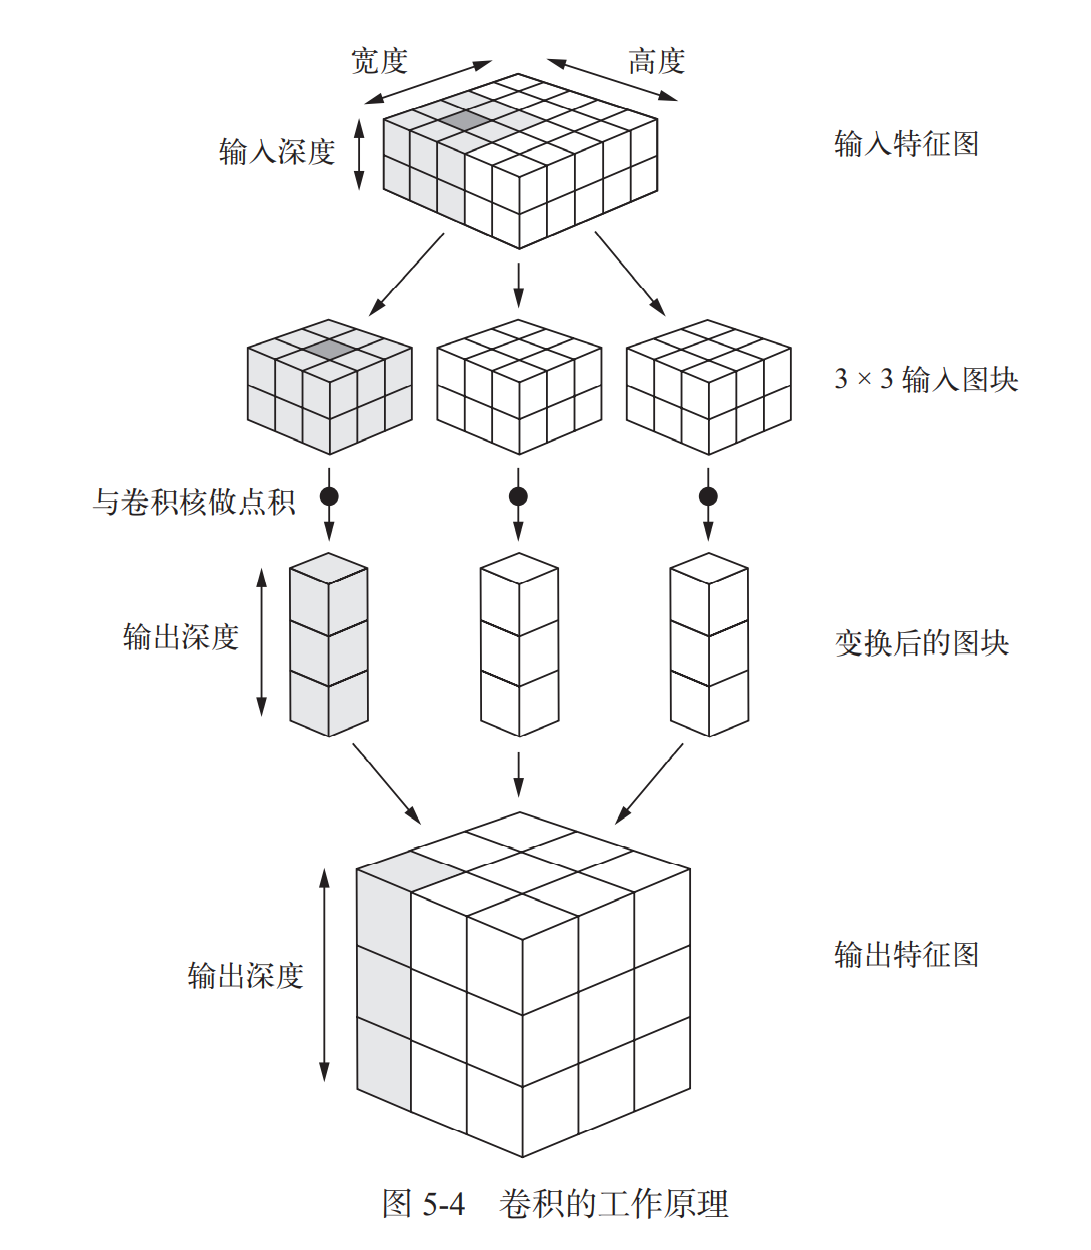 宽度
高度
输入深度
输入特征图
3 × 3 输入图块
与卷积核做点积
输出深度
变换后的图块
输出深度
输出特征图
图 5-4 卷积的工作原理